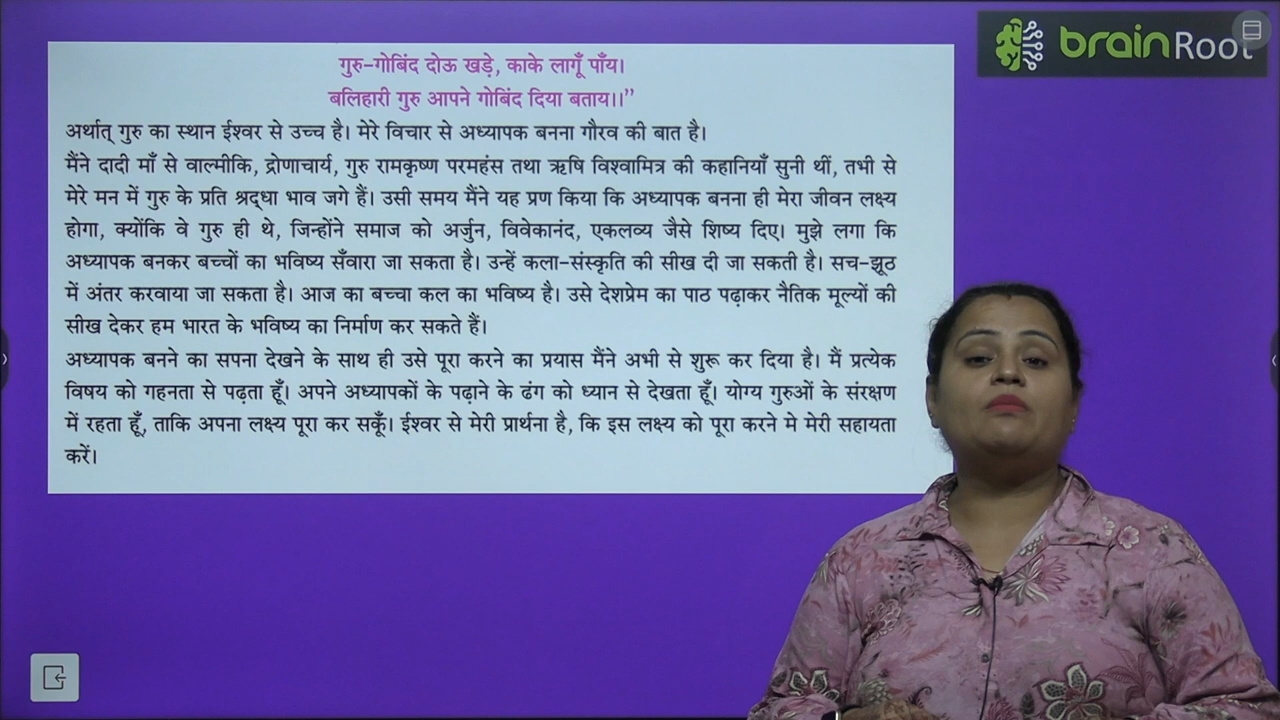 brainRoot
गुरु-गोबिंद दोऊ खड़े, काके लागूँ पाँय।
बलिहारी गुरु आपने गोबिंद दिया बताय।।”
अर्थात् गुरु का स्थान ईश्वर से उच्च है। मेरे विचार से अध्यापक बनना गौरव की बात है।
मैंने दादी माँ से वाल्मीकि, द्रोणाचार्य, गुरु रामकृष्ण परमहंस तथा ऋषि विश्वामित्र की कहानियाँ सुनी थीं, तभी से
मेरे मन में गुरु के प्रति श्रद्धा भाव जगे हैं। उसी समय मैंने यह प्रण किया कि अध्यापक बनना ही मेरा जीवन लक्ष्य
होगा, क्योंकि वे गुरु ही थे, जिन्होंने समाज को अर्जुन, विवेकानंद, एकलव्य जैसे शिष्य दिए। मुझे लगा कि
अध्यापक बनकर बच्चों का भविष्य सँवारा जा सकता है। उन्हें कला-संस्कृति की सीख दी जा सकती है। सच-झूठ
में अंतर करवाया जा सकता है। आज का बच्चा कल का भविष्य है। उसे देशप्रेम का पाठ पढ़ाकर नैतिक मूल्यों की
सीख देकर हम भारत के भविष्य का निर्माण कर सकते हैं।
अध्यापक बनने का सपना देखने के साथ ही उसे पूरा करने का प्रयास मैंने अभी से शुरू कर दिया है। मैं प्रत्येक
विषय को गहनता से पढ़ता हूँ। अपने अध्यापकों के पढ़ाने के ढंग को ध्यान से देखता हूँ। योग्य गुरुओं के संरक्षण
में रहता हूँ, ताकि अपना लक्ष्य पूरा कर सकूँ। ईश्वर से मेरी प्रार्थना है, कि इस लक्ष्य को पूरा करने मे मेरी सहायता
करें।